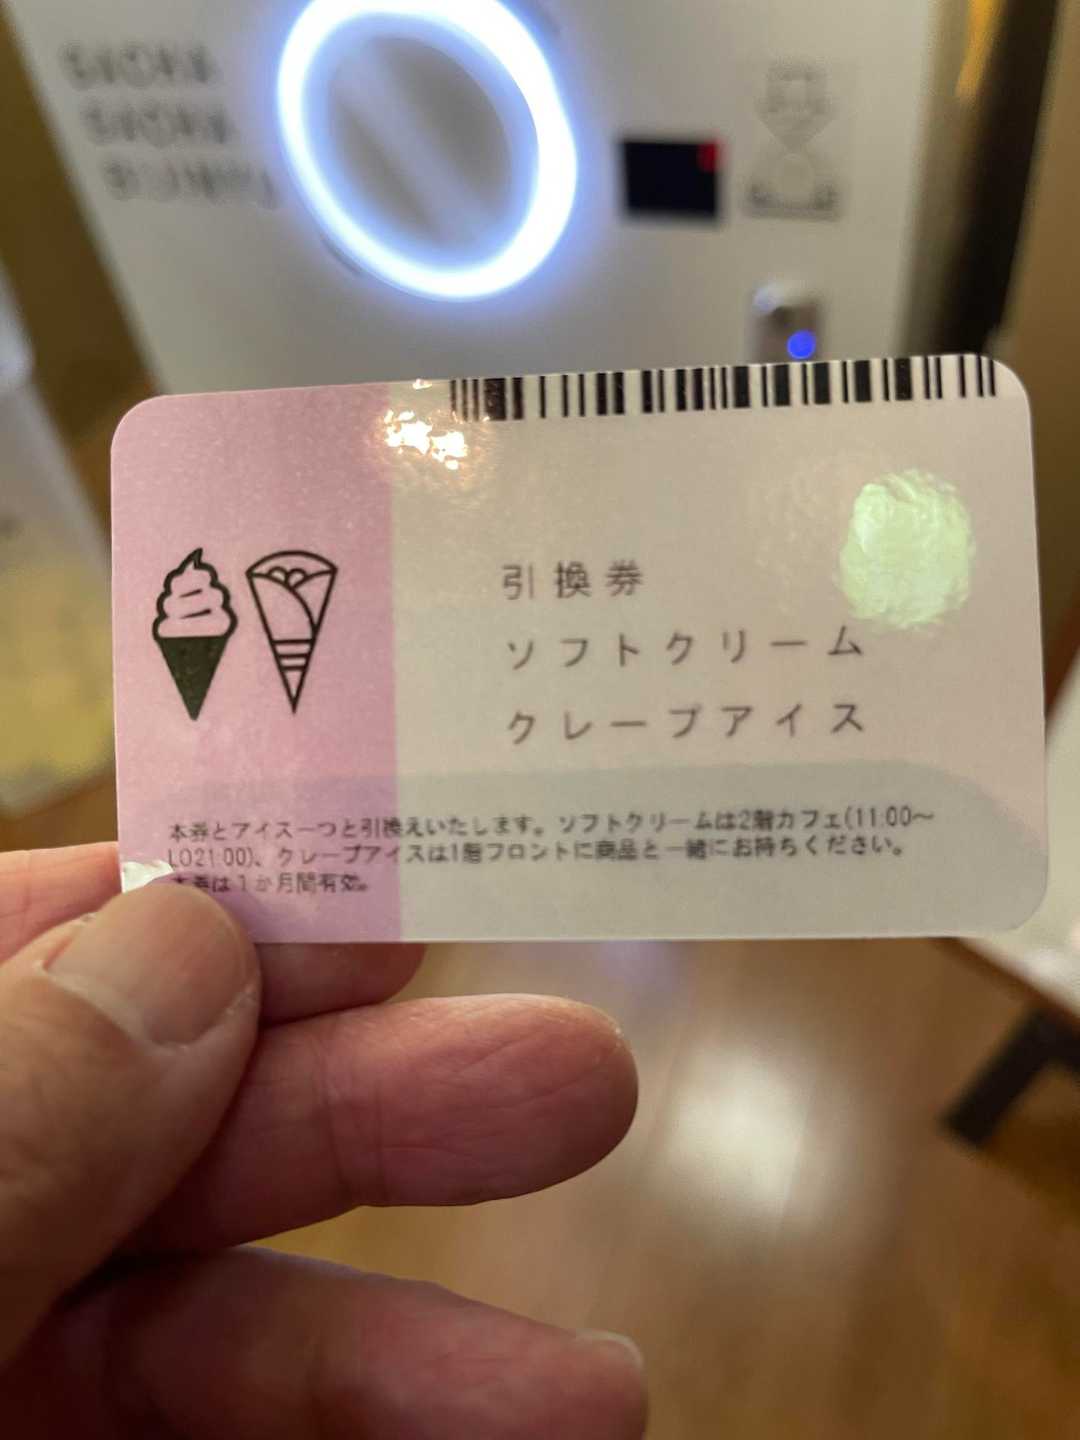 引換券
ソフトクリーム
クレープアイス
本券とアイス一つと引換えいたします。ソフトクリームは2階カフェ(11:00～
LO21:00)、クレープアイスは1階フロントに商品と一緒にお持ちください。
本券は1か月間有効。